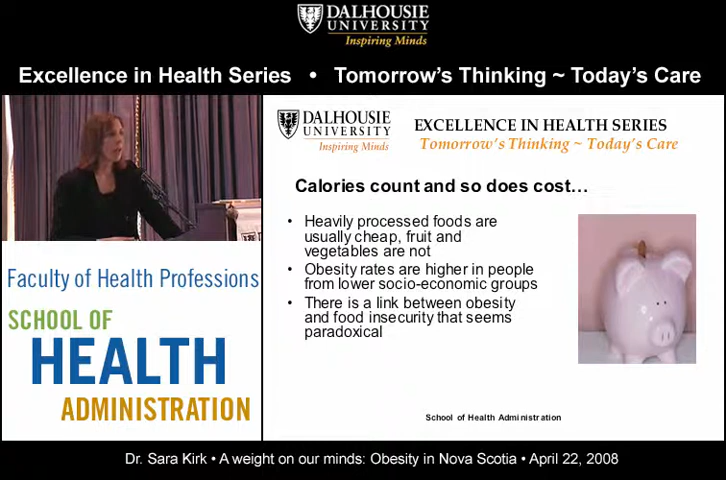 DALHOUSIE
UNIVERSITY
Inspiring Minds
Excellence in Health Series • Tomorrow's Thinking ~ Today's Care
DALHOUSIE
UNIVERSITY
Inspiring Minds
EXCELLENCE IN HEALTH SERIES
Tomorrow's Thinking ~ Today's Care
Calories count and so does cost…
• Heavily processed foods are
usually cheap, fruit and
vegetables are not
• Obesity rates are higher in people
from lower socio-economic groups
• There is a link between obesity
and food insecurity that seems
paradoxical
School of Health Administration
Faculty of Health Professions
SCHOOL OF
HEALTH
ADMINISTRATION
Dr. Sara Kirk • A weight on our minds: Obesity in Nova Scotia • April 22, 2008